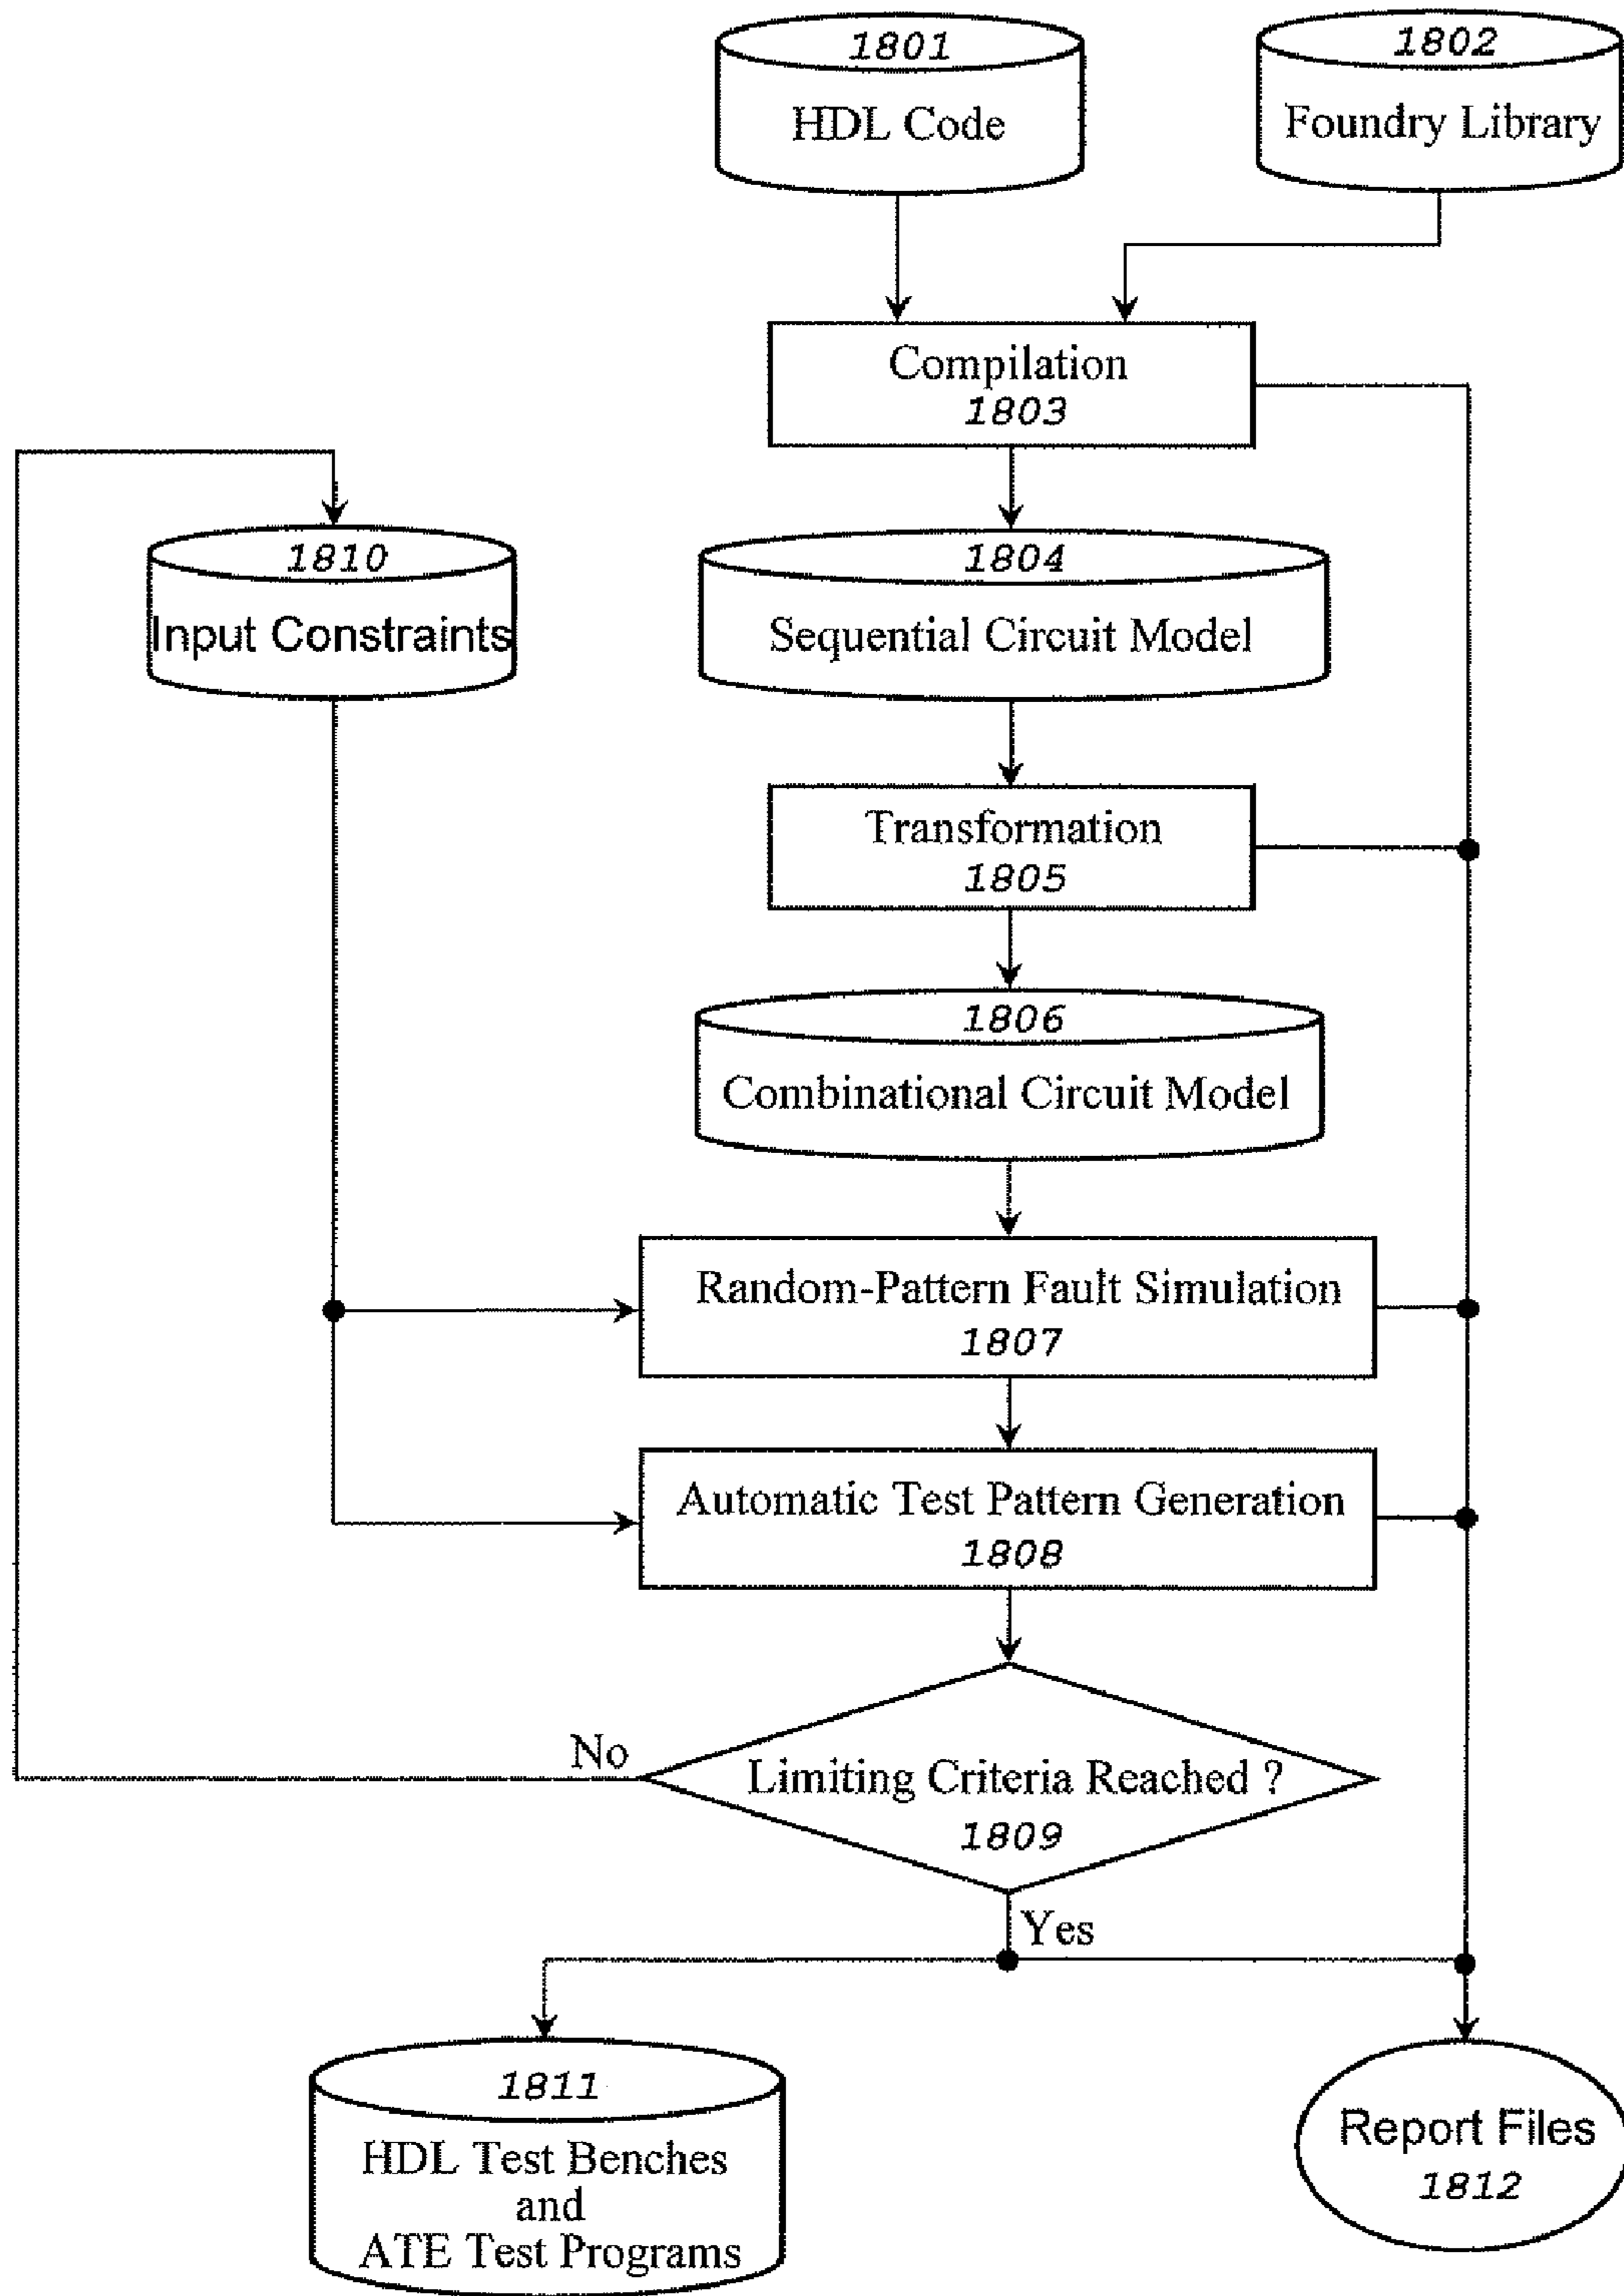 1801
HDL Code
1802
Foundry Library
Compilation
1803
1810
Input Constraints
1804
Sequential Circuit Model
Transformation
1805
1806
Combinational Circuit Model
Random-Pattern Fault Simulation
1807
Automatic Test Pattern Generation
1808
No
Limiting Criteria Reached ?
1809
Yes
1811
HDL Test Benches
and
ATE Test Programs
Report Files
1812